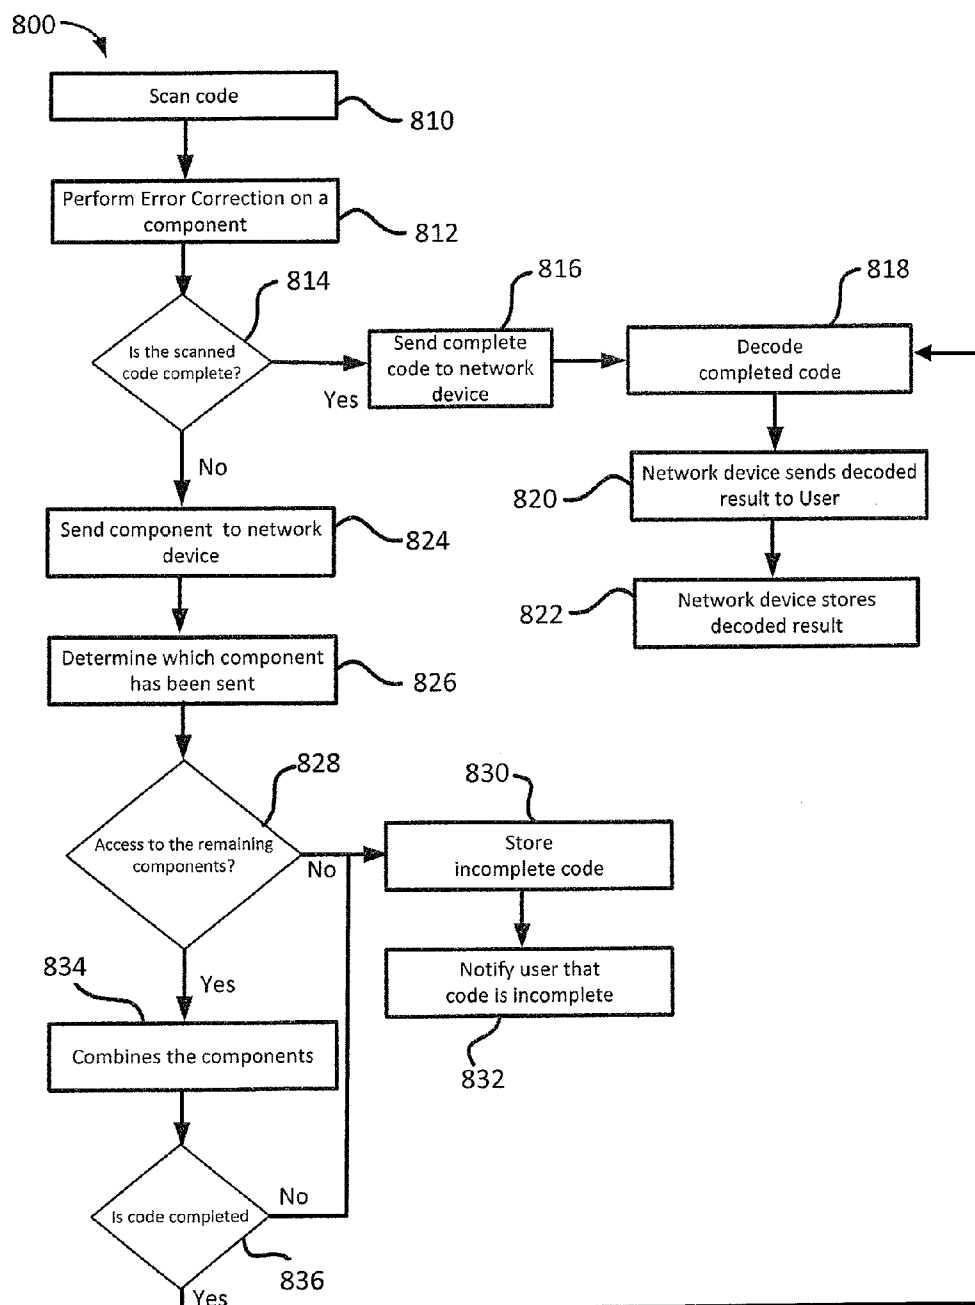 800
Scan code
810
Perform Error Correction on a
component
812
814
Is the scanned
code complete?
Yes
No
816
Send complete
code to network
device
818
Decode
completed code
820
Network device sends decoded
result to User
822
Network device stores
decoded result
Send component to network
device
824
Determine which component
has been sent
826
828
Access to the remaining
components?
No
Yes
830
Store
incomplete code
Notify user that
code is incomplete
832
834
Combines the components
Is code completed
No
836
Yes